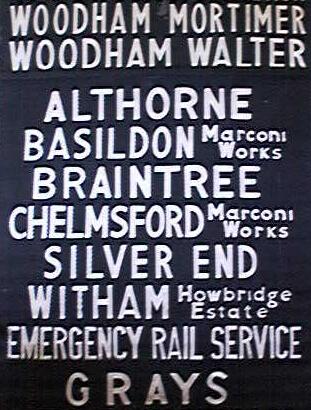 WOODHAM MORTIMER
WOODHAM WALTER
ALTHORNE
BASILDON Marconi Works
BRAINTREE
CHELMSFORD Marconi Works
SILVER END
WITHAM Howbridge Estate
EMERGENCY RAIL SERVICE
GRAYS